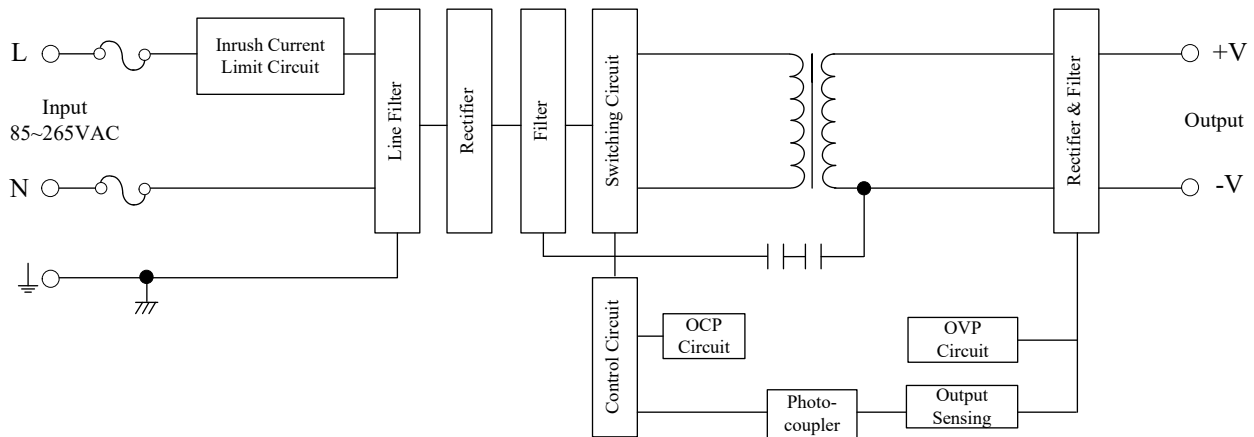 L
Inrush Current
Limit Circuit
Input
85~265VAC
N
Line Filter
Rectifier
Filter
Switching Circuit
Rectifier & Filter
+V
Output
-V
Control Circuit
OCP
Circuit
OVP
Circuit
Photo-
coupler
Output
Sensing